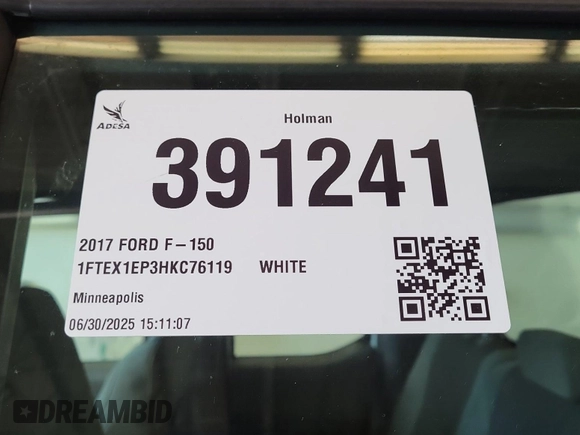 ADESA
Holman
391241
2017 FORD F-150
1FTEX1EP3HKC76119 WHITE
Minneapolis
06/30/2025 15:11:07
DREAMBID